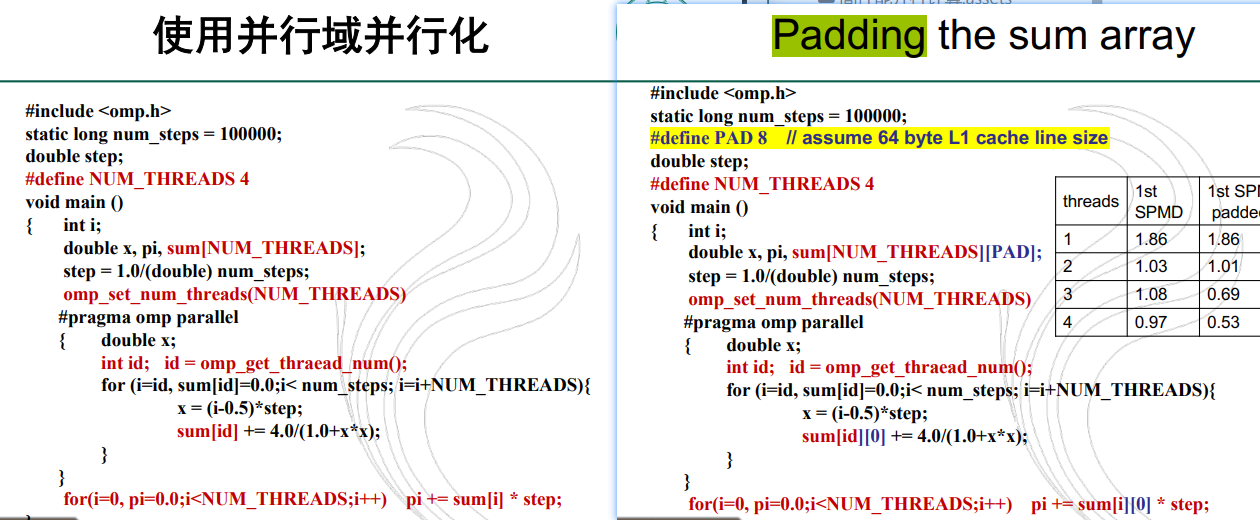 使用并行域并行化
#include <omp.h>
static long num_steps = 100000;
double step;
#define NUM_THREADS 4
void main ()
{ int i;
double x, pi, sum[NUM_THREADS];
step = 1.0/(double) num_steps;
omp_set_num_threads(NUM_THREADS)
#pragma omp parallel
{ double x;
int id; id = omp_get_thraead_num();
for (i=id, sum[id]=0.0;i< num_steps; i=i+NUM_THREADS){
x = (i-0.5)*step;
sum[id] += 4.0/(1.0+x*x);
}
}
for(i=0, pi=0.0;i<NUM_THREADS;i++) pi += sum[i] * step;
Padding the sum array
#include <omp.h>
static long num_steps = 100000;
#define PAD 8 // assume 64 byte L1 cache line size
double step;
#define NUM_THREADS 4
void main ()
{ int i;
double x, pi, sum[NUM_THREADS][PAD];
step = 1.0/(double) num_steps;
omp_set_num_threads(NUM_THREADS)
#pragma omp parallel
{ double x;
int id; id = omp_get_thraead_num();
for (i=id, sum[id]=0.0;i< num_steps; i=i+NUM_THREADS){
x = (i-0.5)*step;
sum[id][0] += 4.0/(1.0+x*x);
}
}
for(i=0, pi=0.0;i<NUM_THREADS;i++) pi += sum[i][0] * step;
threads 1st SPMD 1st
1 1.86 1.86
2 1.03 1.01
3 1.08 0.69
4 0.97 0.53